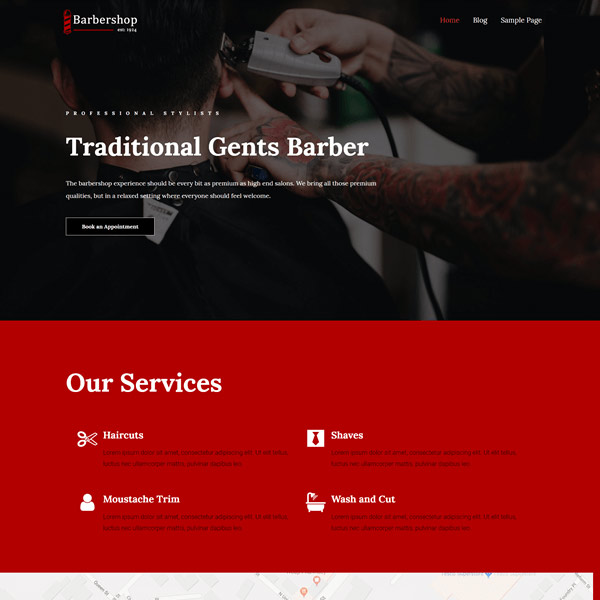 Barbershop
est 1924
Home Blog Sample Page
PROFESSIONAL STYLISTS
Traditional Gents Barber
The barbershop experience should be every bit as premium as high end salons. We bring all those premium
qualities, but in a relaxed setting where everyone should feel welcome.
Book an Appointment
Our Services
Haircuts
Lorem ipsum dolor sit amet, consectetur adipiscing elit. Ut elit tellus,
luctus nec ullamcorper mattis, pulvinar dapibus leo.
Shaves
Lorem ipsum dolor sit amet, consectetur adipiscing elit. Ut elit tellus,
luctus nec ullamcorper mattis, pulvinar dapibus leo.
Moustache Trim
Lorem ipsum dolor sit amet, consectetur adipiscing elit. Ut elit tellus,
luctus nec ullamcorper mattis, pulvinar dapibus leo.
Wash and Cut
Lorem ipsum dolor sit amet, consectetur adipiscing elit. Ut elit tellus,
luctus nec ullamcorper mattis, pulvinar dapibus leo.
Queen St